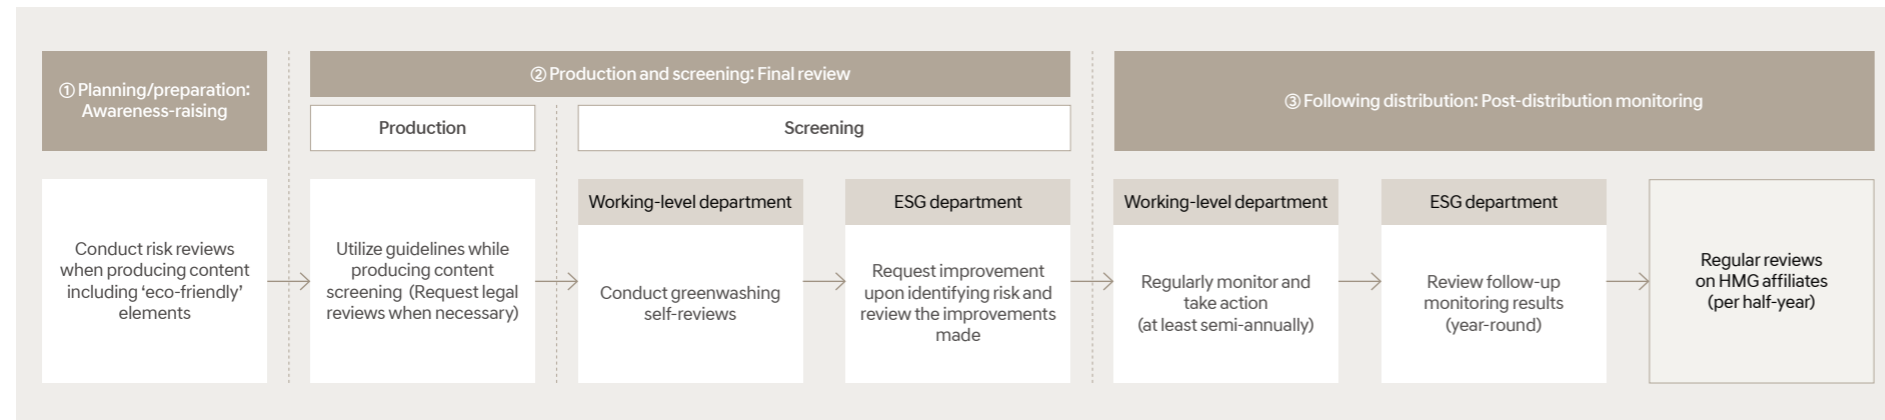 ① Planning/preparation:
Awareness-raising
② Production and screening: Final review
Production
Screening
③ Following distribution: Post-distribution monitoring
Conduct risk reviews
when producing content
including ‘eco-friendly’
elements
Utilize guidelines while
producing content
screening (Request legal
reviews when necessary)
Working-level department
Conduct greenwashing
self-reviews
ESG department
Request improvement
upon identifying risk and
review the improvements
made
Working-level department
Regularly monitor and
take action
(at least semi-annually)
ESG department
Review follow-up
monitoring results
(year-round)
Regular reviews
on HMG affiliates
(per half-year)